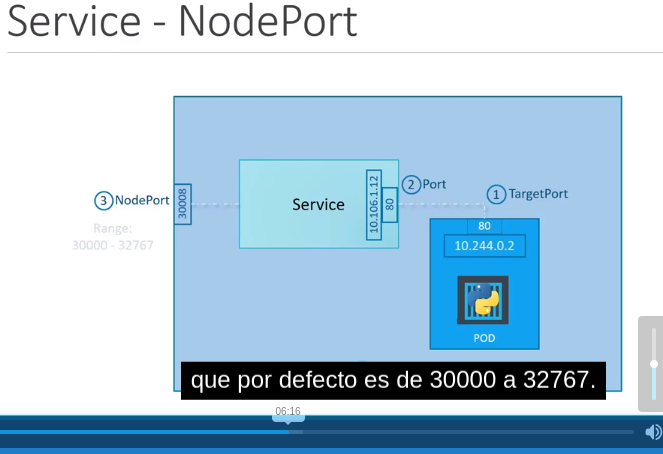 Service - NodePort
3 NodePort
30008
Range:
30000 - 32767
Service
10.106.1.12
80
2 Port
1 TargetPort
80
10.244.0.2
POD
que por defecto es de 30000 a 32767.
06:16